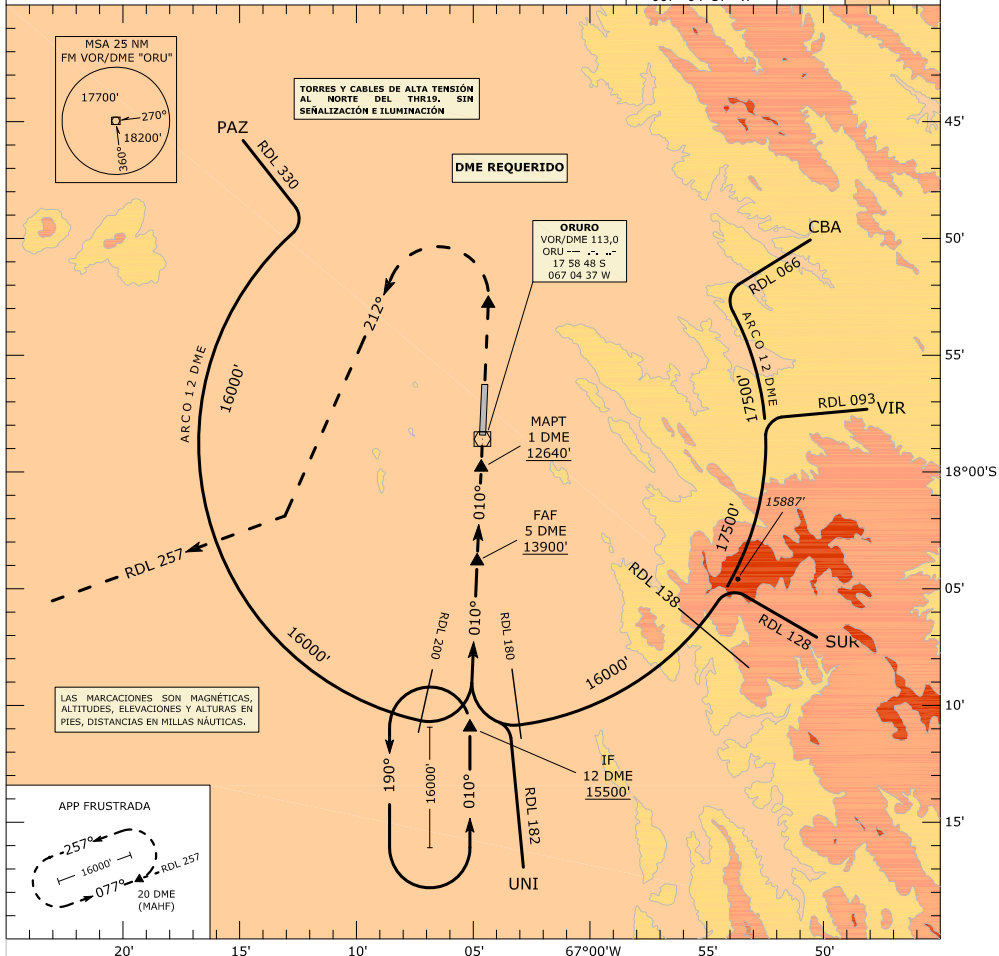 MSA 25 NM
FM VOR/DME "ORU"
17700'
270°
18200'
360°
TORRES Y CABLES DE ALTA TENSIÓN
AL NORTE DEL THR19. SIN
SEÑALIZACIÓN E ILUMINACIÓN
PAZ
RDL 330
DME REQUERIDO
ORURO
VOR/DME 113,0
ORU
17 58 48 S
067 04 37 W
CBA
RDL 066
ARCO 12 DME
17500'
RDL 093
VIR
212°
ARCO 12 DME
16000'
MAPT
1 DME
12640'
010°
FAF
5 DME
13900'
010°
15887'
17500'
RDL 257
RDL 138
RDL 128
SUR
RDL 200
RDL 180
16000'
16000'
LAS MARCACIONES SON MAGNÉTICAS,
ALTITUDES, ELEVACIONES Y ALTURAS EN
PIES, DISTANCIAS EN MILLAS NÁUTICAS.
190°
16000'
010°
IF
12 DME
15500'
RDL 182
UNI
APP FRUSTRADA
257°
16000'
077°
RDL 257
20 DME
(MAHF)
45'
50'
55'
18°00'S
05'
10'
15'
20'
15'
10'
05'
67°00'W
55'
50'